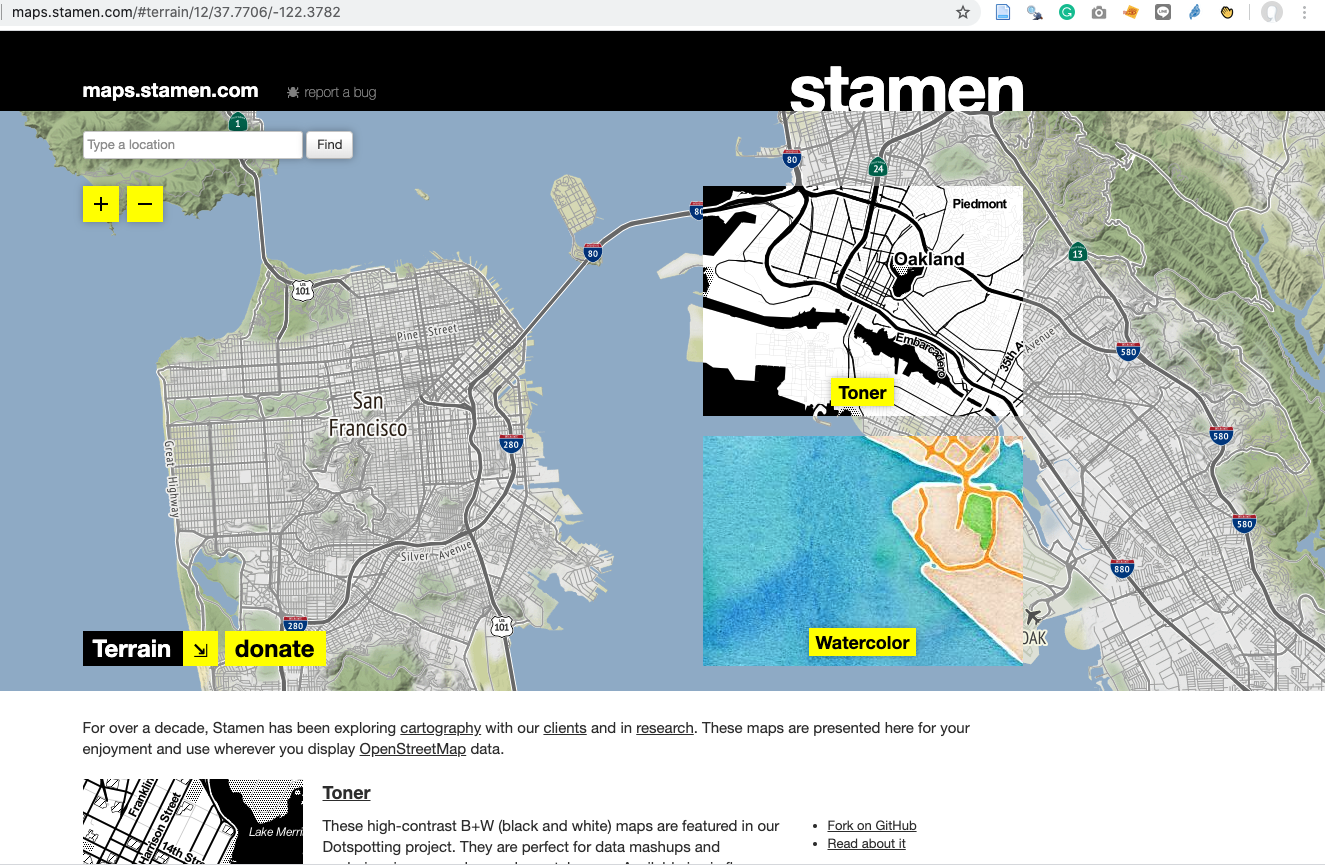 maps.stamen.com/#terrain/12/37.7706/-122.3782
maps.stamen.com
report a bug
stamen
1
Type a location
Find
+
−
80
24
80
80
13
US
101
Piedmont
Oakland
Pine Street
Embarcadero
35th A
Avenue
580
Toner
San
Francisco
280
Great Highway
580
580
Silver Avenue
880
280
US
101
OAK
Watercolor
Terrain
donate
For over a decade, Stamen has been exploring cartography with our clients and in research. These maps are presented here for your
enjoyment and use wherever you display OpenStreetMap data.
Franklin
Harrison Street
14th Str
Lake Merri
Toner
These high-contrast B+W (black and white) maps are featured in our
Dotspotting project. They are perfect for data mashups and
Fork on GitHub
Read about it